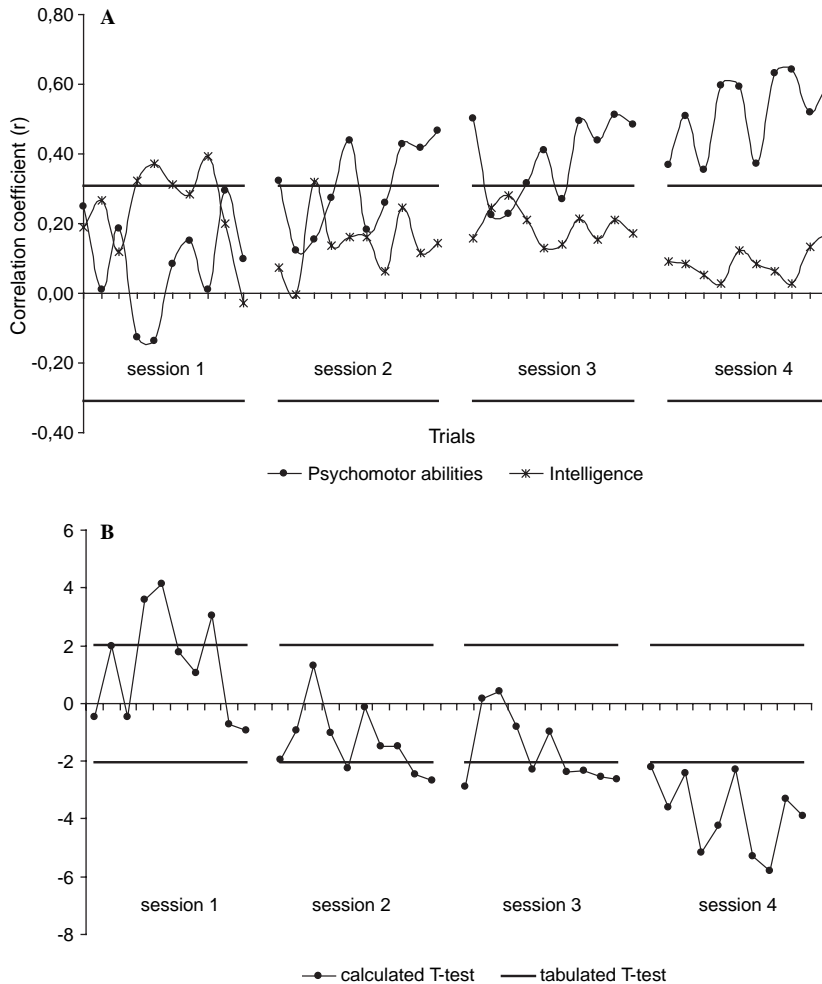 A
0,80
0,60
0,40
0,20
0,00
-0,20
-0,40
Correlation coefficient (r)
session 1
session 2
session 3
session 4
Trials
Psychomotor abilities
Intelligence
B
6
4
2
0
-2
-4
-6
-8
session 1
session 2
session 3
session 4
calculated T-test
tabulated T-test